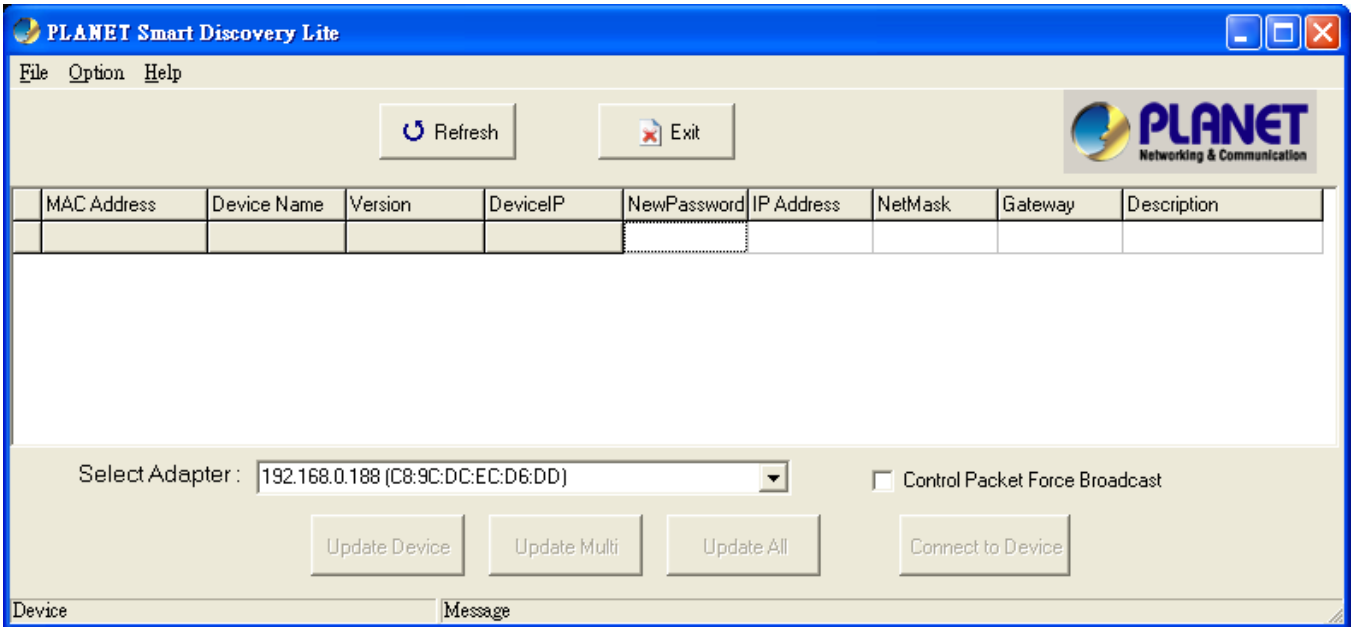 PLANET Smart Discovery Lite
File Option Help
Refresh Exit
PLANET
Networking & Communication
MAC Address Device Name Version DeviceIP NewPassword IP Address NetMask Gateway Description
Select Adapter : 192.168.0.188 (C8:9C:DC:EC:D6:DD) Control Packet Force Broadcast
Update Device Update Multi Update All Connect to Device
Device Message